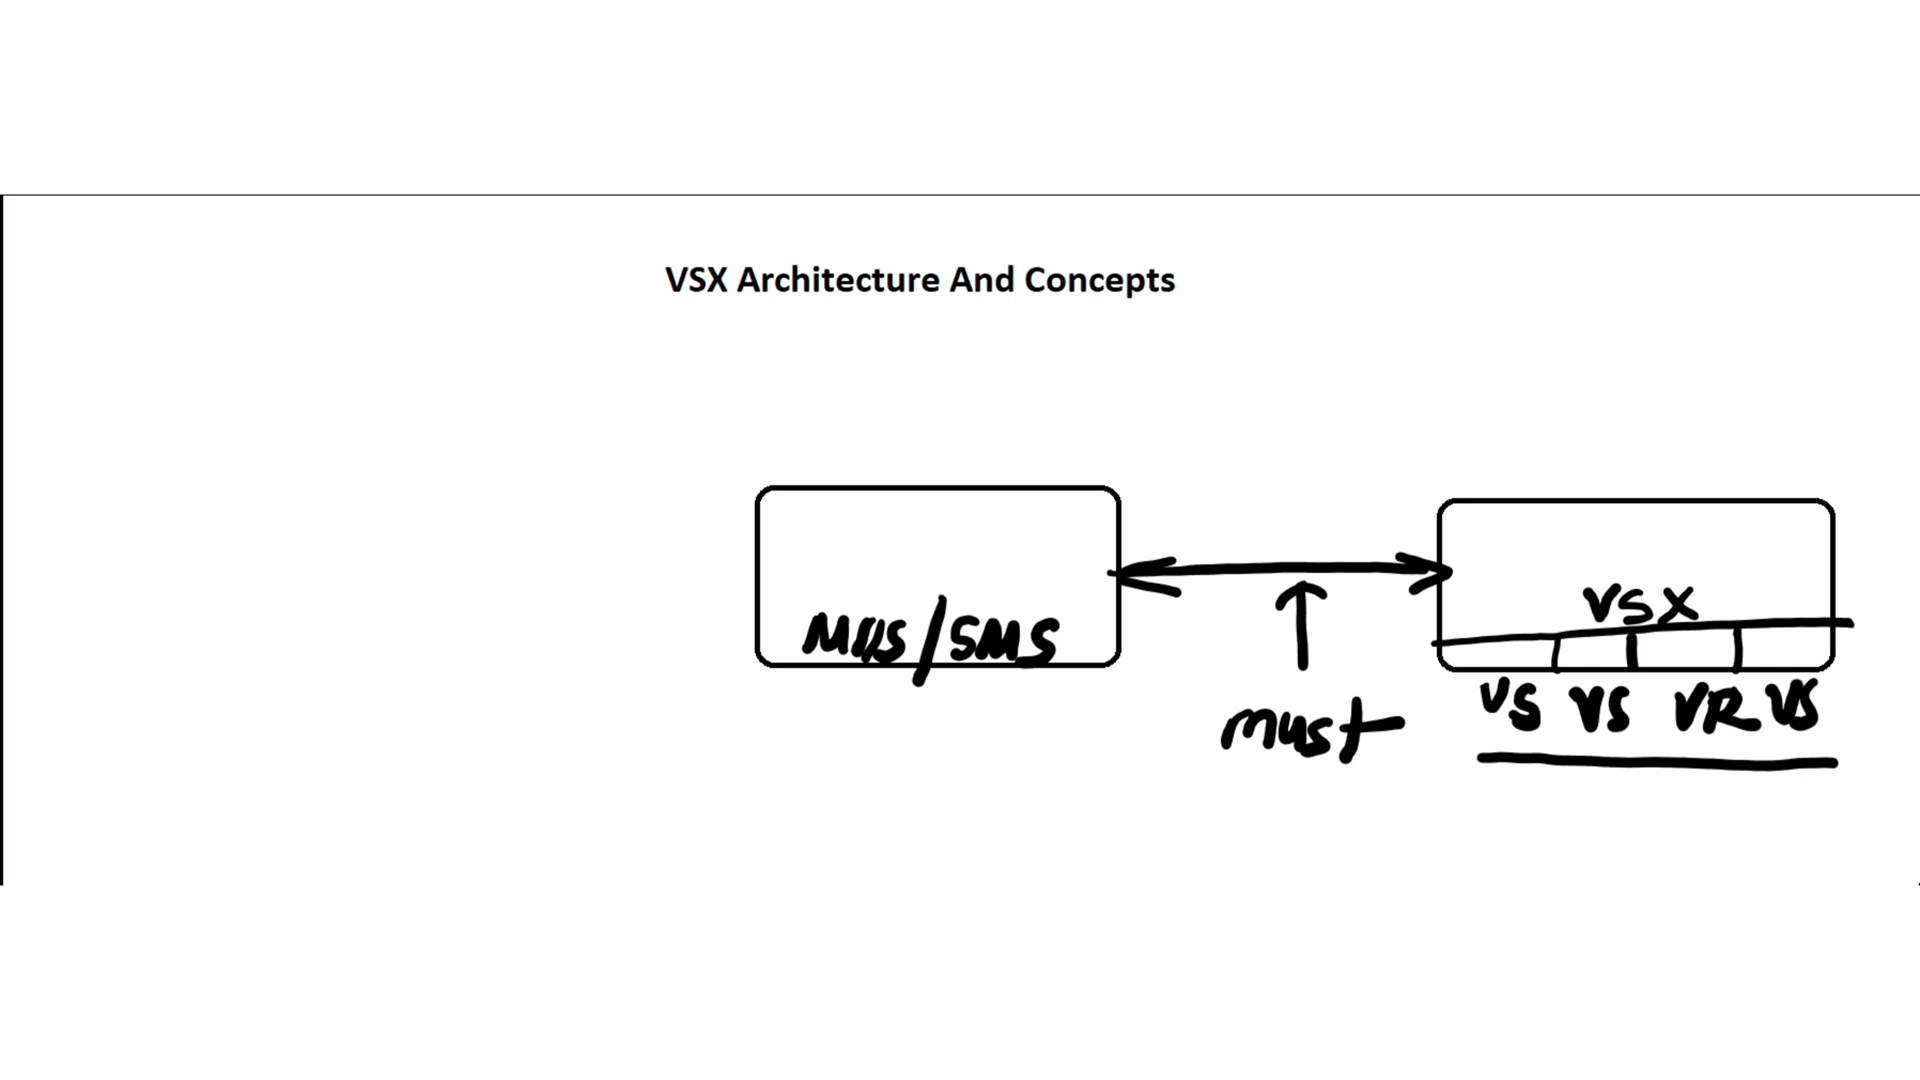 VSX Architecture And Concepts
VSX
MDS/SMS
must
VS VS VR VS